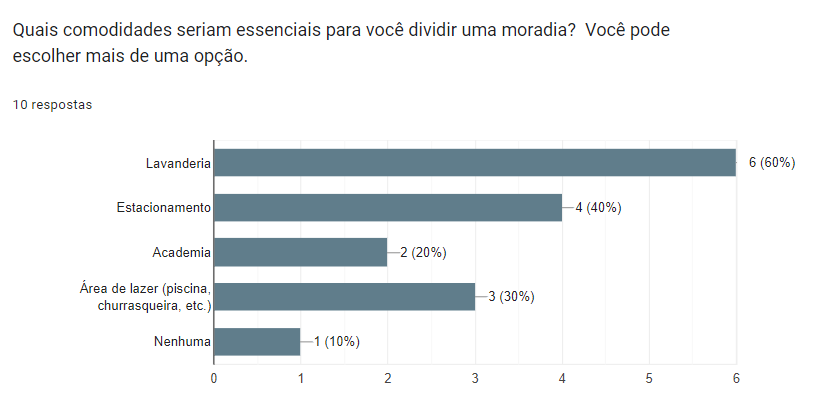 Quais comodidades seriam essenciais para você dividir uma moradia?  Você pode
escolher mais de uma opção.
10 respostas
Lavanderia 6 (60%)
Estacionamento 4 (40%)
Academia 2 (20%)
Área de lazer (piscina,
churrasqueira, etc.) 3 (30%)
Nenhuma 1 (10%)
0 1 2 3 4 5 6